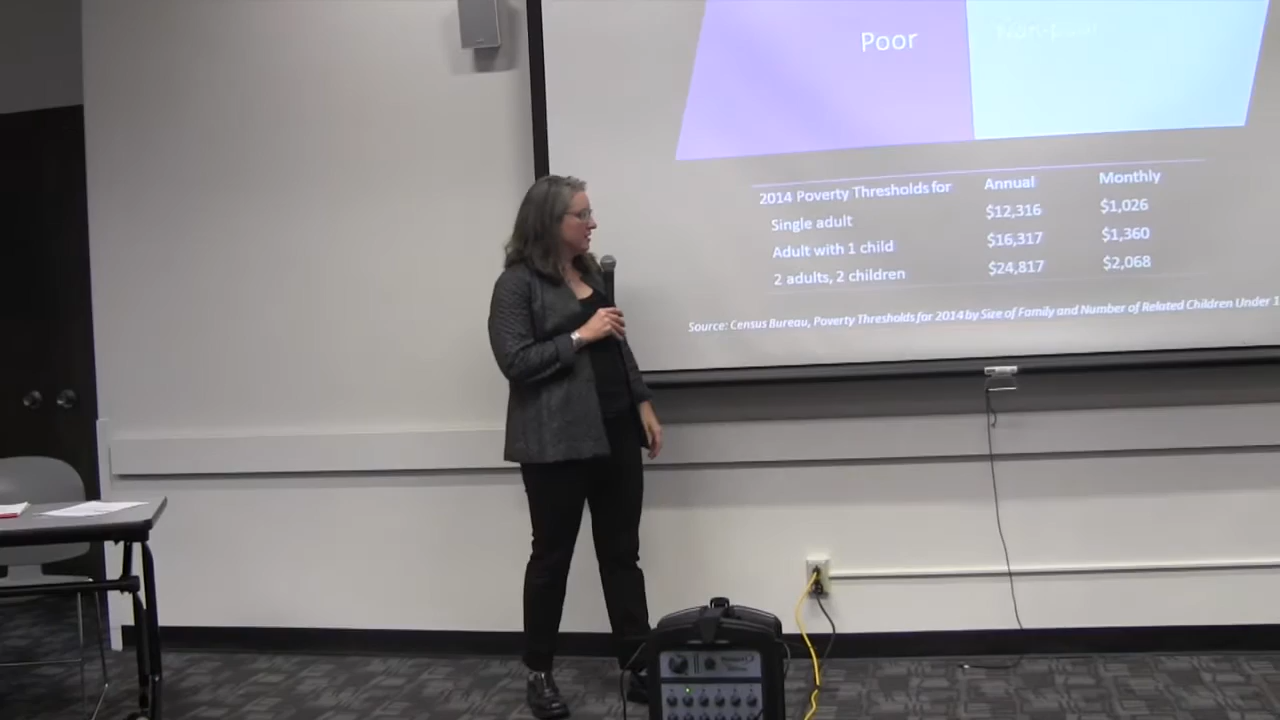 Poor
Non-poor
2014 Poverty Thresholds for Annual Monthly
Single adult $12,316 $1,026
Adult with 1 child $16,317 $1,360
2 adults, 2 children $24,817 $2,068
Source: Census Bureau, Poverty Thresholds for 2014 by Size of Family and Number of Related Children Under 1